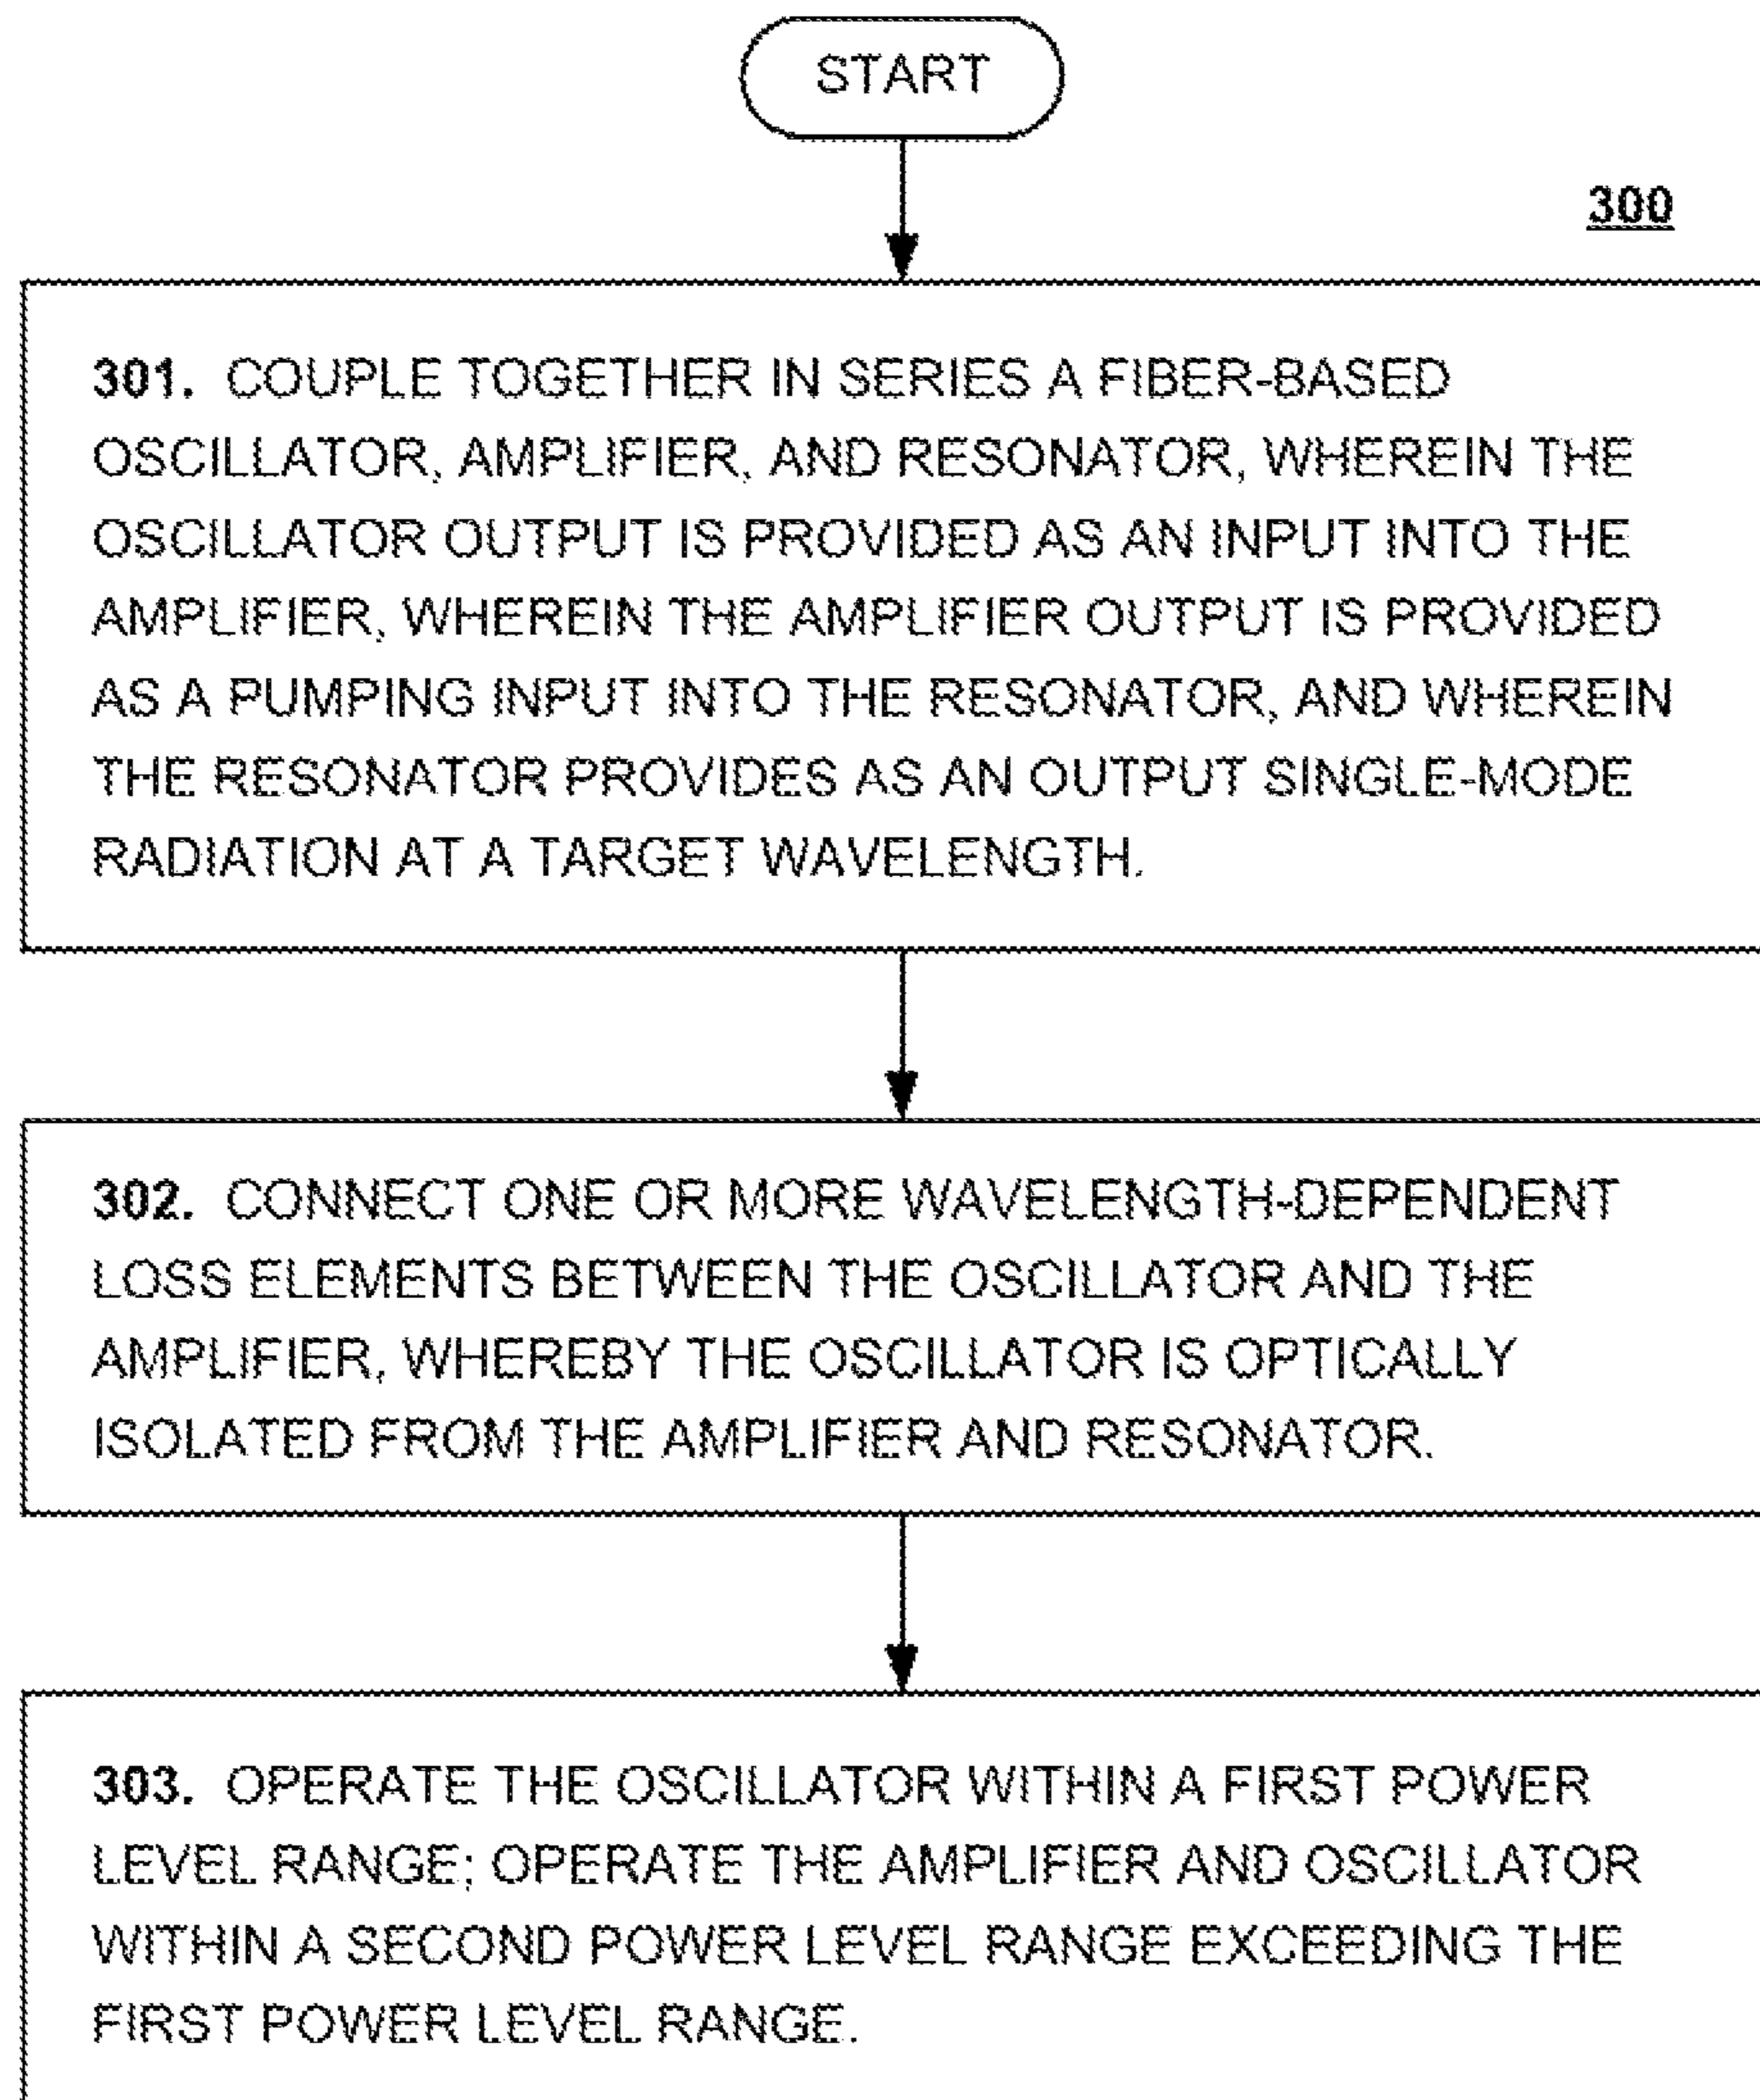 START
300
301. COUPLE TOGETHER IN SERIES A FIBER-BASED
OSCILLATOR, AMPLIFIER, AND RESONATOR, WHEREIN THE
OSCILLATOR OUTPUT IS PROVIDED AS AN INPUT INTO THE
AMPLIFIER, WHEREIN THE AMPLIFIER OUTPUT IS PROVIDED
AS A PUMPING INPUT INTO THE RESONATOR, AND WHEREIN
THE RESONATOR PROVIDES AS AN OUTPUT SINGLE-MODE
RADIATION AT A TARGET WAVELENGTH.
302. CONNECT ONE OR MORE WAVELENGTH-DEPENDENT
LOSS ELEMENTS BETWEEN THE OSCILLATOR AND THE
AMPLIFIER, WHEREBY THE OSCILLATOR IS OPTICALLY
ISOLATED FROM THE AMPLIFIER AND RESONATOR.
303. OPERATE THE OSCILLATOR WITHIN A FIRST POWER
LEVEL RANGE; OPERATE THE AMPLIFIER AND OSCILLATOR
WITHIN A SECOND POWER LEVEL RANGE EXCEEDING THE
FIRST POWER LEVEL RANGE.